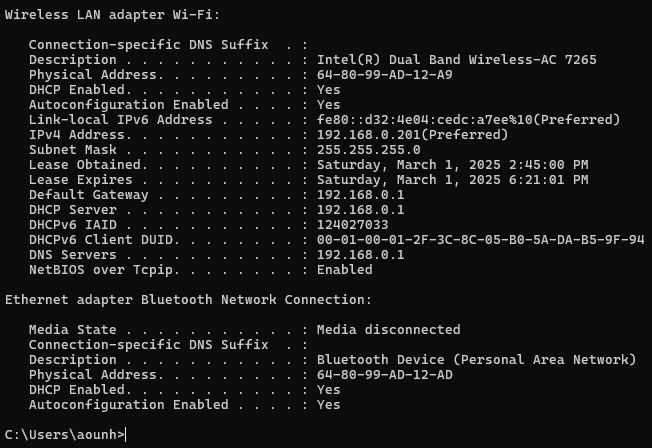 Wireless LAN adapter Wi-Fi:
Connection-specific DNS Suffix  . :
Description . . . . . . . . . . . : Intel(R) Dual Band Wireless-AC 7265
Physical Address. . . . . . . . . : 64-80-99-AD-12-A9
DHCP Enabled. . . . . . . . . . . : Yes
Autoconfiguration Enabled . . . . : Yes
Link-local IPv6 Address . . . . . : fe80::d32:4e04:cedc:a7ee%10(Preferred)
IPv4 Address. . . . . . . . . . . : 192.168.0.201(Preferred)
Subnet Mask . . . . . . . . . . . : 255.255.255.0
Lease Obtained. . . . . . . . . . : Saturday, March 1, 2025 2:45:00 PM
Lease Expires . . . . . . . . . . : Saturday, March 1, 2025 6:21:01 PM
Default Gateway . . . . . . . . . : 192.168.0.1
DHCP Server . . . . . . . . . . . : 192.168.0.1
DHCPv6 IAID . . . . . . . . . . . : 124027033
DHCPv6 Client DUID. . . . . . . . : 00-01-00-01-2F-3C-8C-05-B0-5A-DA-B5-9F-94
DNS Servers . . . . . . . . . . . : 192.168.0.1
NetBIOS over Tcpip. . . . . . . . : Enabled
Ethernet adapter Bluetooth Network Connection:
Media State . . . . . . . . . . . : Media disconnected
Connection-specific DNS Suffix  . :
Description . . . . . . . . . . . : Bluetooth Device (Personal Area Network)
Physical Address. . . . . . . . . : 64-80-99-AD-12-AD
DHCP Enabled. . . . . . . . . . . : Yes
Autoconfiguration Enabled . . . . : Yes
C:\Users\aounh>